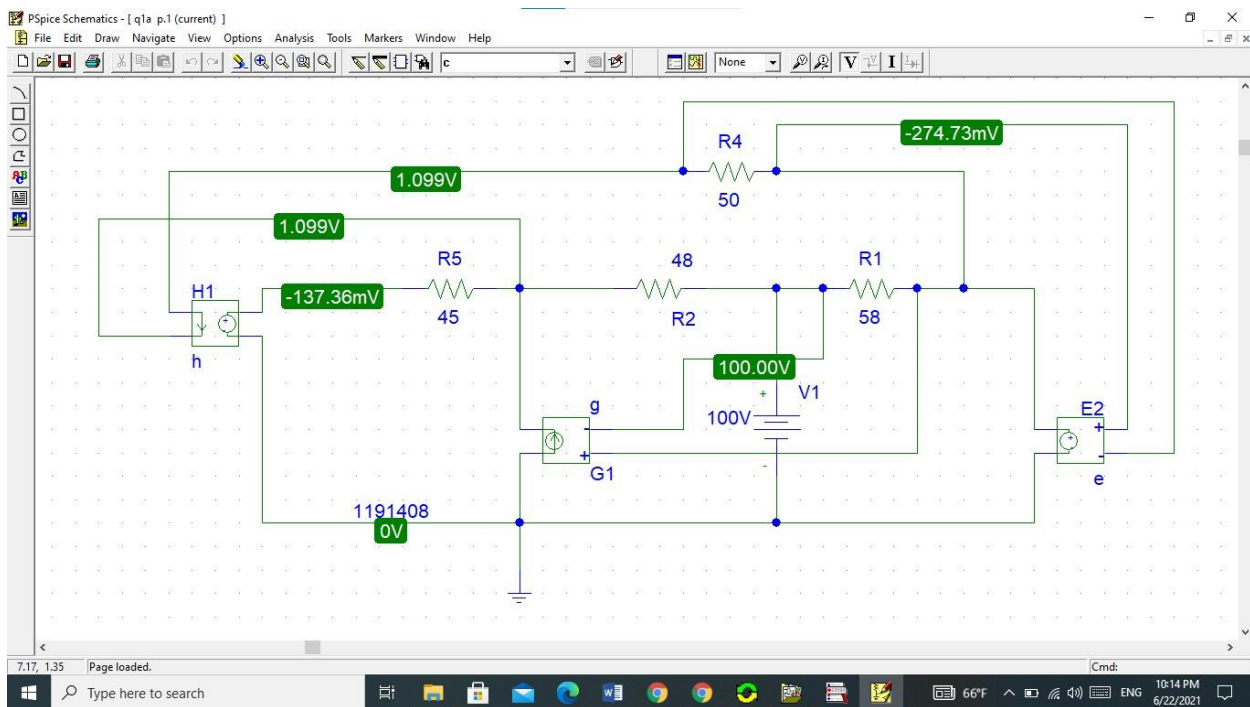 PSpice Schematics - [ q1a p.1 (current) ]
File Edit Draw Navigate View Options Analysis Tools Markers Window Help
c None V I
ABC
R4 -274.73mV
1.099V
50
1.099V
R5 48 R1
H1 -137.36mV
45 R2 58
h
100.00V
+ V1
g 100V E2
- +
+ -
G1 - e
1191408
0V
7.17, 1.35 Page loaded. Cmd:
Type here to search 66°F ENG 10:14 PM
6/22/2021